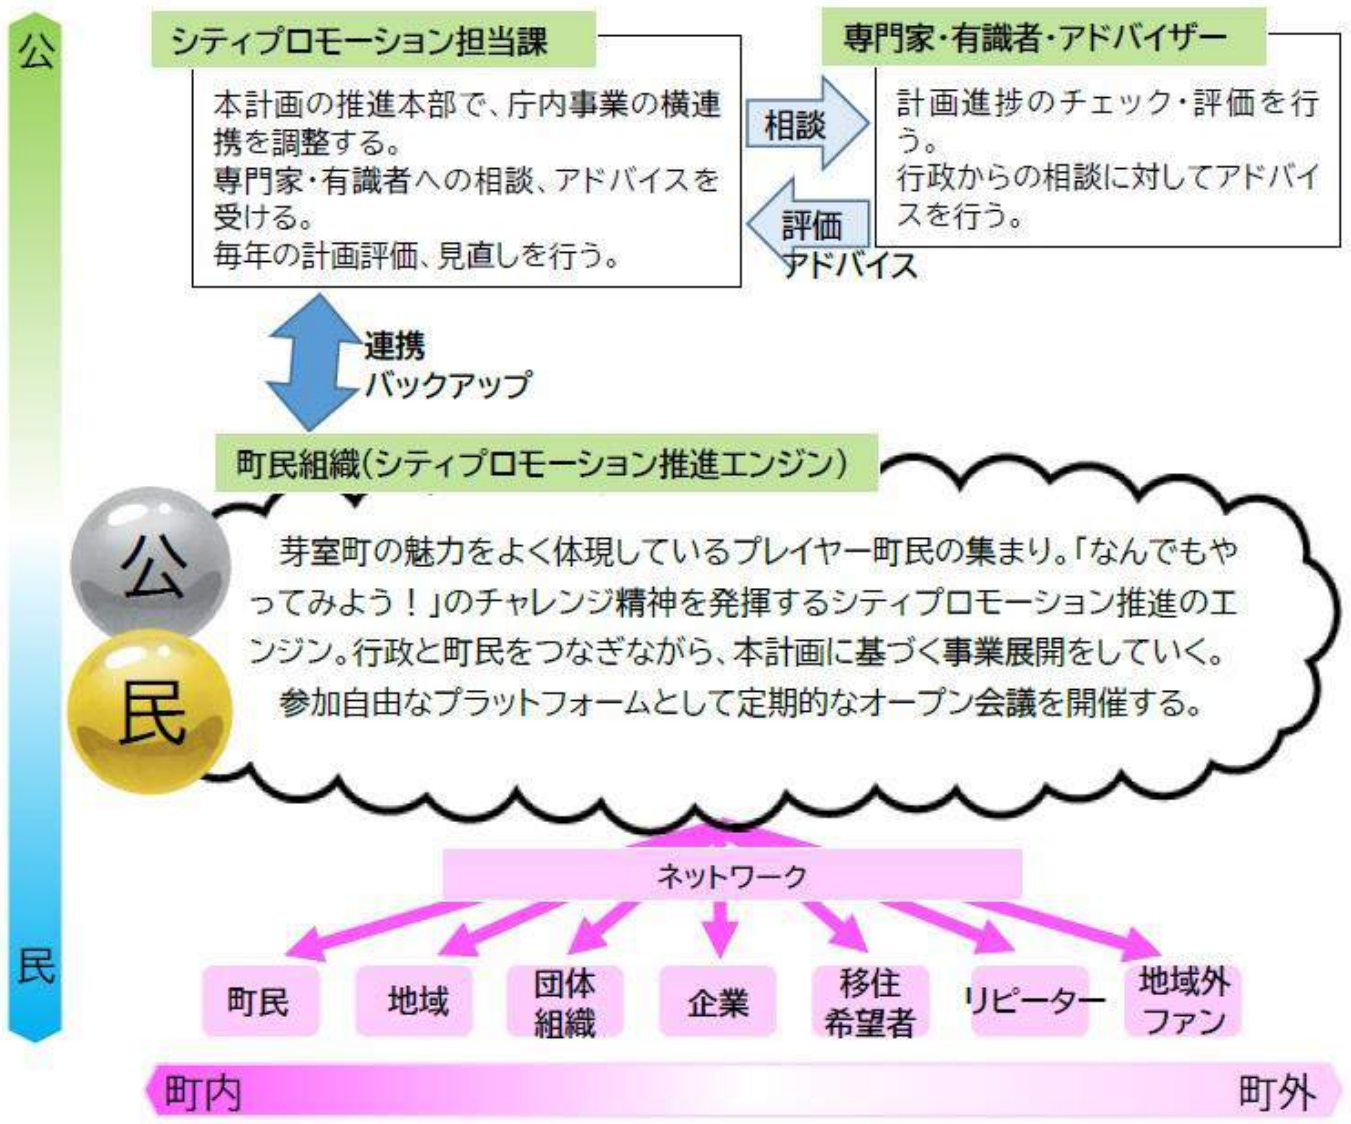 公
シティプロモーション担当課
本計画の推進本部で、庁内事業の横連
携を調整する。
専門家・有識者への相談、アドバイスを
受ける。
毎年の計画評価、見直しを行う。
相談
評価
アドバイス
専門家・有識者・アドバイザー
計画進捗のチェック・評価を行
う。
行政からの相談に対してアドバイ
スを行う。
連携
バックアップ
町民組織(シティプロモーション推進エンジン)
公
民
芽室町の魅力をよく体現しているプレイヤー町民の集まり。「なんでもや
ってみよう！」のチャレンジ精神を発揮するシティプロモーション推進のエ
ンジン。行政と町民をつなぎながら、本計画に基づく事業展開をしていく。
参加自由なプラットフォームとして定期的なオープン会議を開催する。
ネットワーク
民
町民
地域
団体
組織
企業
移住
希望者
リピーター
地域外
ファン
町内
町外